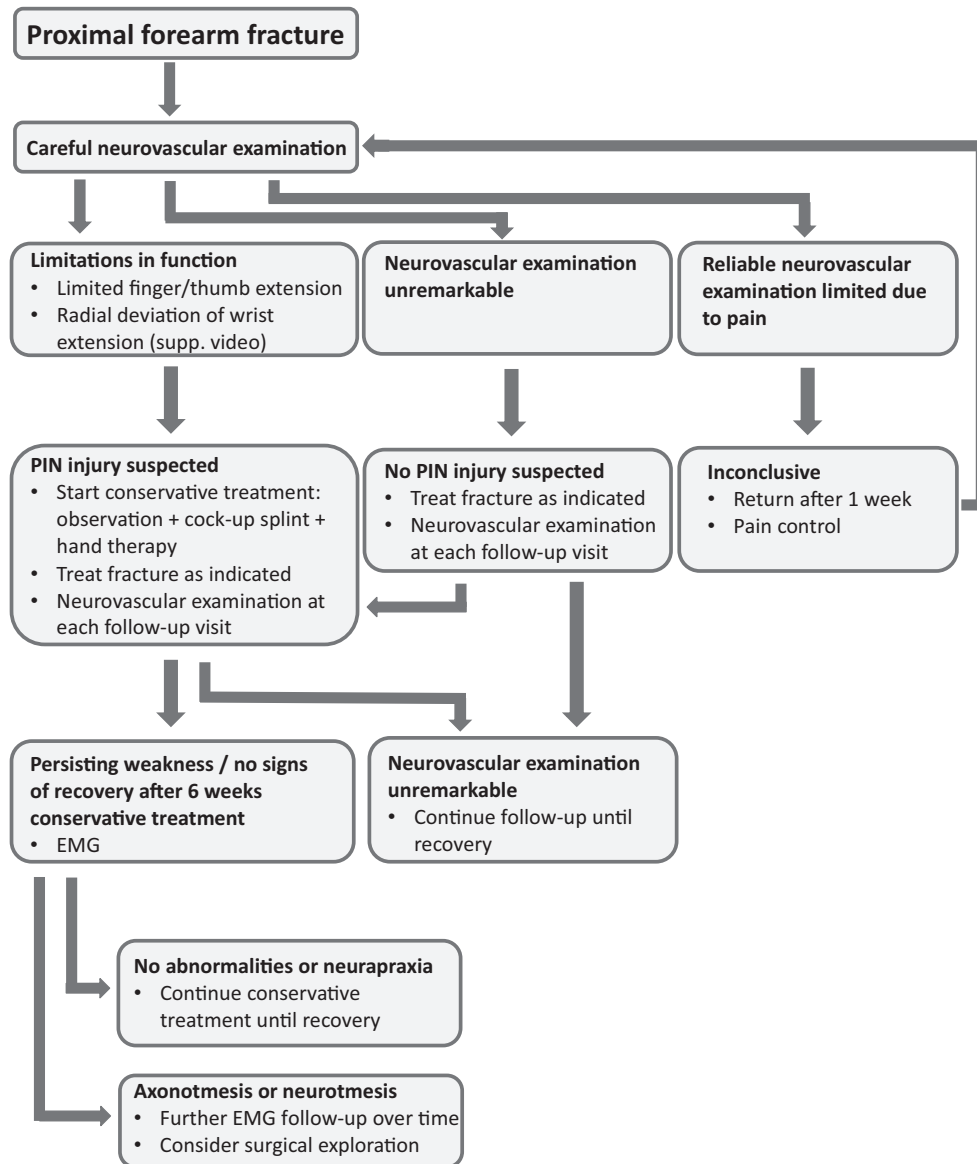 Proximal forearm fracture
Careful neurovascular examination
Limitations in function
• Limited finger/thumb extension
• Radial deviation of wrist
extension (supp. video)
Neurovascular examination
unremarkable
Reliable neurovascular
examination limited due
to pain
PIN injury suspected
• Start conservative treatment:
observation + cock-up splint +
hand therapy
• Treat fracture as indicated
• Neurovascular examination at
each follow-up visit
No PIN injury suspected
• Treat fracture as indicated
• Neurovascular examination
at each follow-up visit
Inconclusive
• Return after 1 week
• Pain control
Persisting weakness / no signs
of recovery after 6 weeks
conservative treatment
• EMG
Neurovascular examination
unremarkable
• Continue follow-up until
recovery
No abnormalities or neurapraxia
• Continue conservative
treatment until recovery
Axonotmesis or neurotmesis
• Further EMG follow-up over time
• Consider surgical exploration